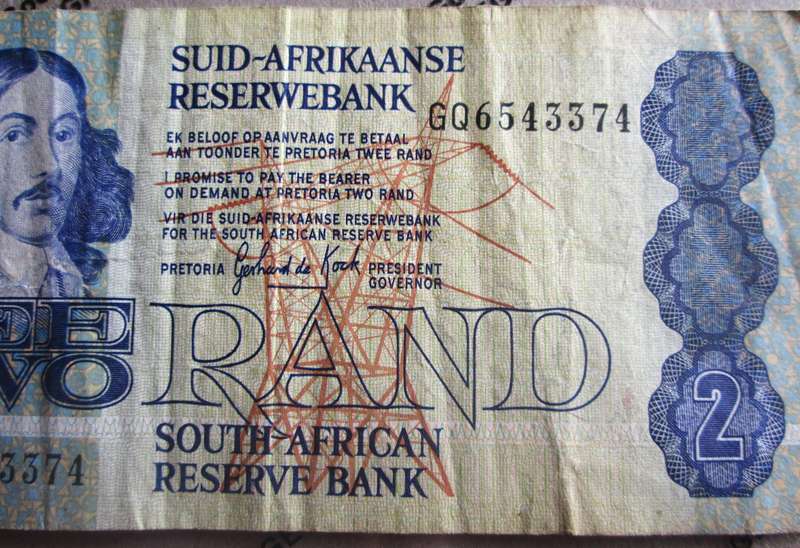 SUID-AFRIKAANSE
RESERWEBANK
GQ6543374
EK BELOOF OP AANVRAAG TE BETAAL
AAN TOONDER TE PRETORIA TWEE RAND
I PROMISE TO PAY THE BEARER
ON DEMAND AT PRETORIA TWO RAND
VIR DIE SUID-AFRIKAANSE RESERWEBANK
FOR THE SOUTH AFRICAN RESERVE BANK
PRETORIA Gerhard de Kock PRESIDENT
GOVERNOR
EE
WO
RAND
2
SOUTH-AFRICAN
RESERVE BANK
3374